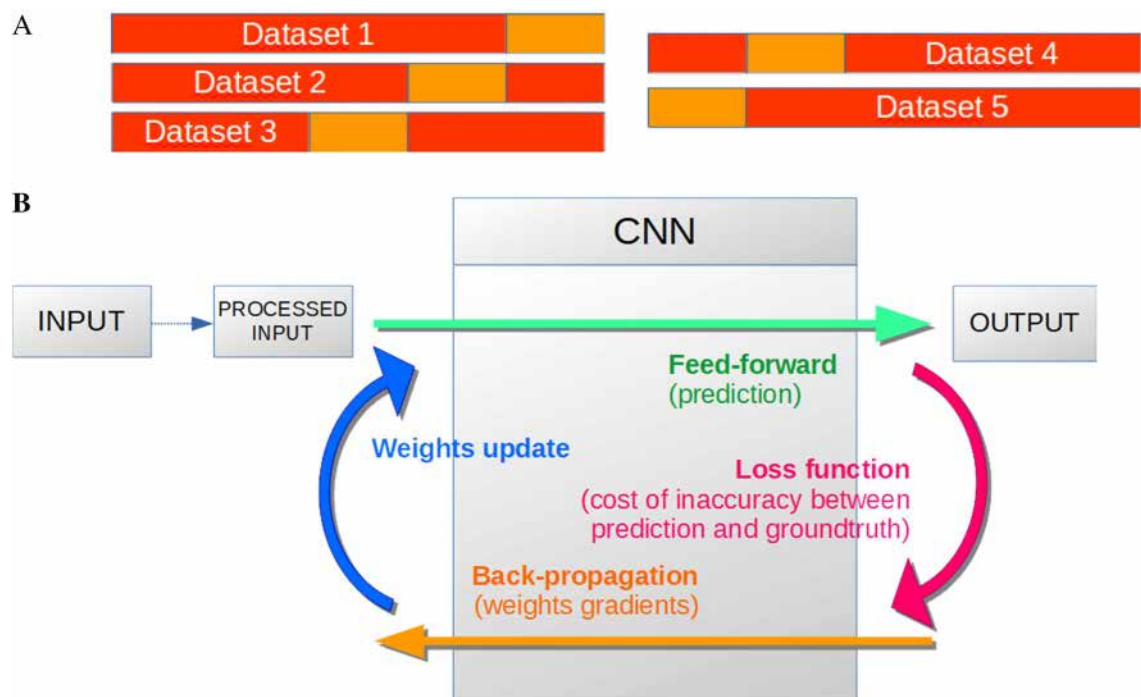 A
Dataset 1
Dataset 2
Dataset 3
Dataset 4
Dataset 5
B
CNN
INPUT
PROCESSED
INPUT
OUTPUT
Feed-forward
(prediction)
Weights update
Loss function
(cost of inaccuracy between
prediction and groundtruth)
Back-propagation
(weights gradients)